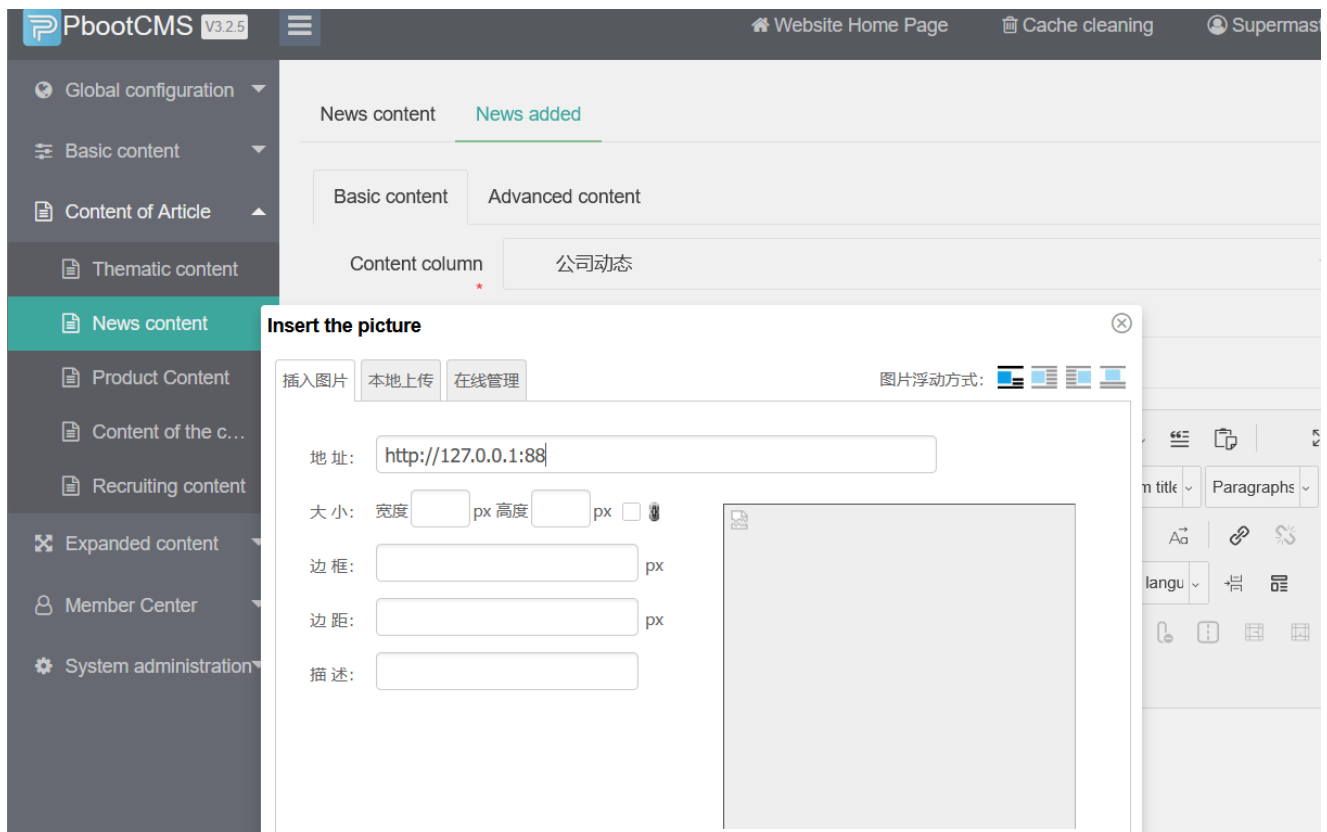 PbootCMS V3.2.5
Website Home Page
Cache cleaning
Global configuration
Basic content
Content of Article
Thematic content
News content
Product Content
Content of the c...
Recruiting content
Expanded content
Member Center
System administration
News content
News added
Basic content
Advanced content
Content column
公司动态
*
Insert the picture
插入图片
本地上传
在线管理
图片浮动方式:
地 址:
http://127.0.0.1:88
大 小:
宽度
px 高度
px
边 框:
px
边 距:
px
描 述:
Paragraphs